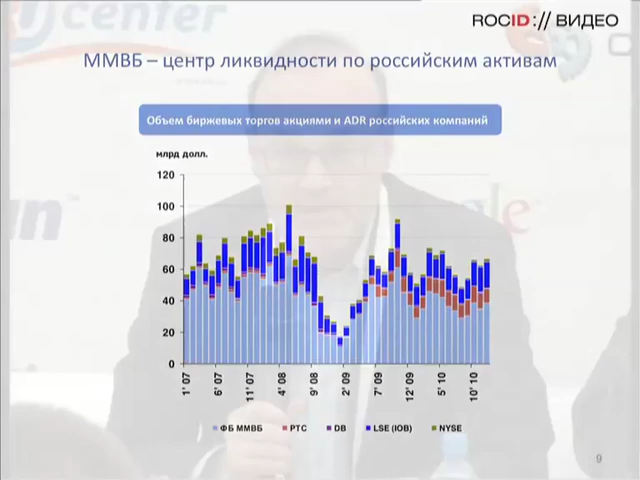 center
ROCID:// ВИДЕО
ММВБ – центр ликвидности по российским активам
Объем биржевых торгов акциями и ADR российских компаний
млрд долл.
120
100
80
60
40
20
0
1' 07
6' 07
11' 07
4' 08
9' 08
2' 09
7' 09
12' 09
5' 10
10' 10
ФБ ММВБ
РТС
DB
LSE (IOB)
NYSE
9